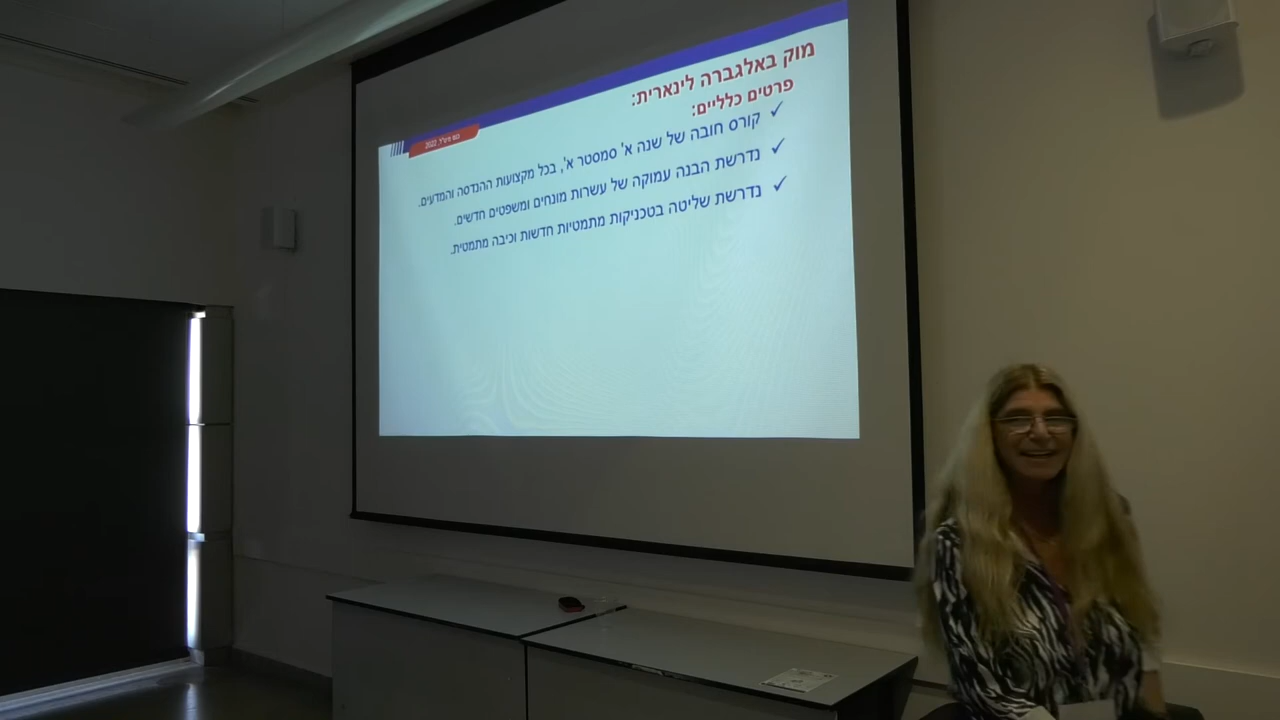 מוק באלגברה לינארית:
פרטים כלליים:
✓ קורס חובה של שנה א' סמסטר א', בכל מקצועות ההנדסה והמדעים.
✓ נדרשת הבנה עמוקה של עשרות מונחים ומשפטים חדשים.
✓ נדרשת שליטה בטכניקות מתמטיות חדשות וכיבה מתמטית.